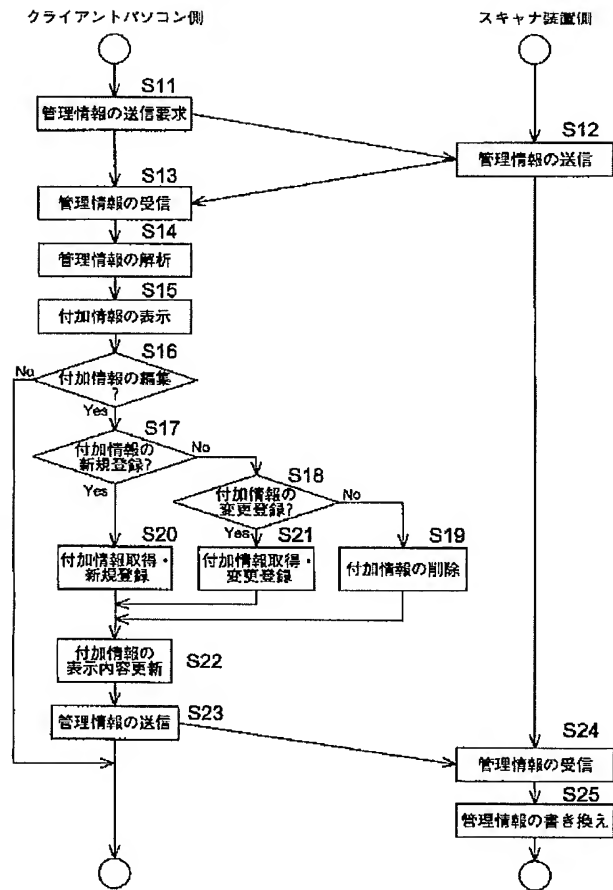 クライアントパソコン側
スキャナ装置側
S11
管理情報の送信要求
S12
管理情報の送信
S13
管理情報の受信
S14
管理情報の解析
S15
付加情報の表示
S16
No
付加情報の編集
?
Yes
S17
付加情報の
新規登録?
No
Yes
S18
付加情報の
変更登録?
No
Yes
S20
付加情報取得・
新規登録
S21
付加情報取得・
変更登録
S19
付加情報の削除
付加情報の
表示内容更新
S22
管理情報の送信
S23
S24
管理情報の受信
S25
管理情報の書き換え